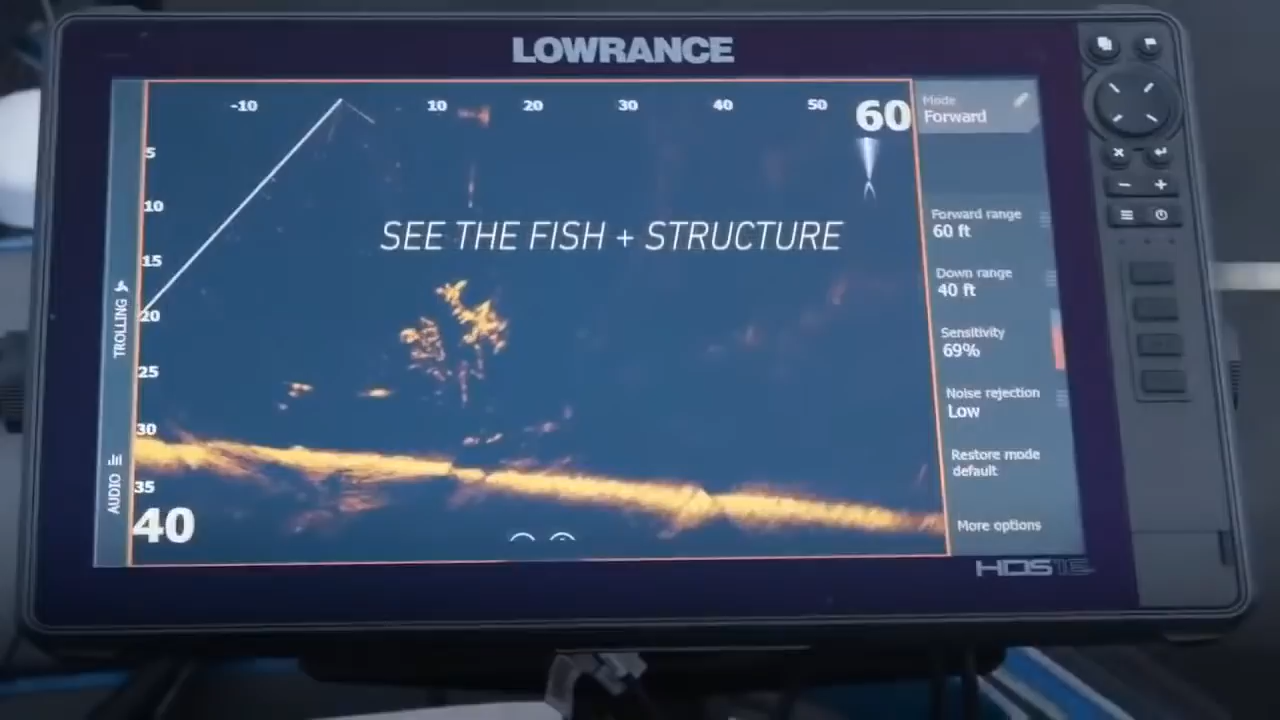 LOWRANCE
-10 10 20 30 40 50 60
5
10
15
20
25
30
35
40
SEE THE FISH + STRUCTURE
TROLLING
AUDIO
Mode
Forward
Forward range
60 ft
Down range
40 ft
Sensitivity
69%
Noise rejection
Low
Restore mode
default
More options
HDS